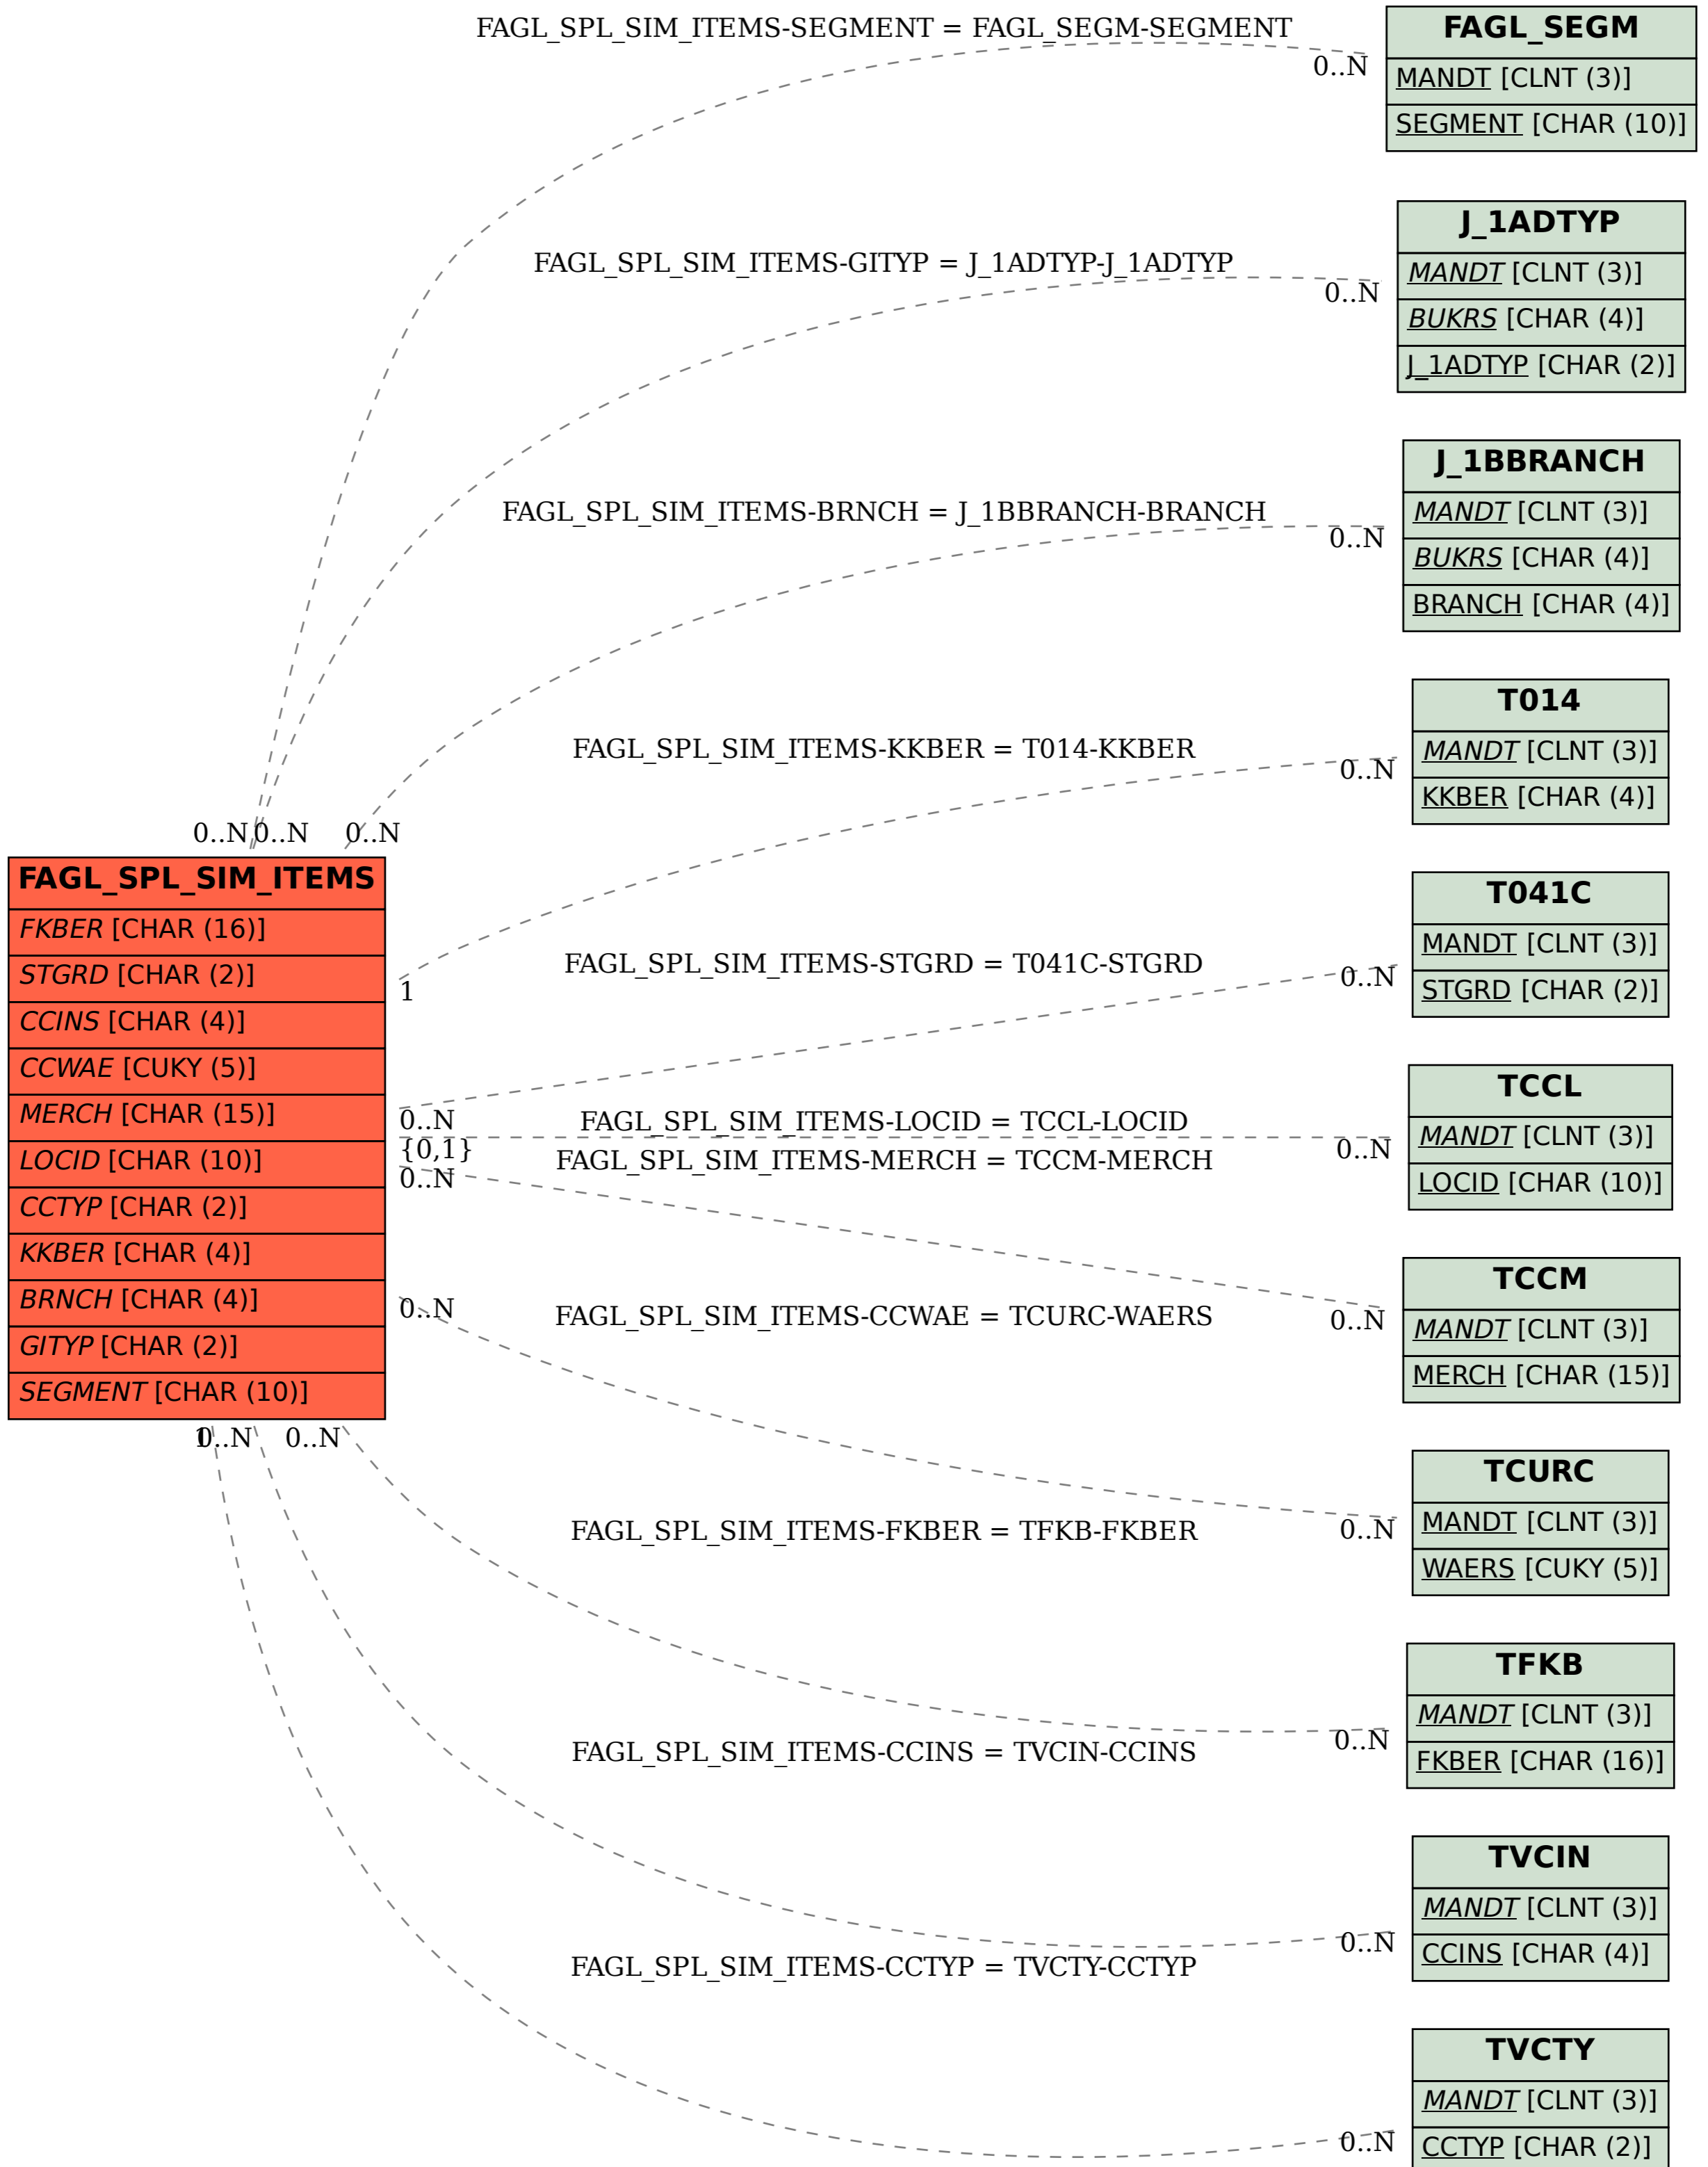 FAGL_SPL_SIM_ITEMS-SEGMENT = FAGL_SEGM-SEGMENT
0..N
FAGL_SEGM
MANDT [CLNT (3)]
SEGMENT [CHAR (10)]
FAGL_SPL_SIM_ITEMS-GITYP = J_1ADTYP-J_1ADTYP
0..N
J_1ADTYP
MANDT [CLNT (3)]
BUKRS [CHAR (4)]
J_1ADTYP [CHAR (2)]
FAGL_SPL_SIM_ITEMS-BRNCH = J_1BBRANCH-BRANCH
0..N
J_1BBRANCH
MANDT [CLNT (3)]
BUKRS [CHAR (4)]
BRANCH [CHAR (4)]
FAGL_SPL_SIM_ITEMS-KKBER = T014-KKBER
0..N
T014
MANDT [CLNT (3)]
KKBER [CHAR (4)]
0..N
0..N
0..N
FAGL_SPL_SIM_ITEMS
FKBER [CHAR (16)]
STGRD [CHAR (2)]
CCINS [CHAR (4)]
CCWAE [CUKY (5)]
MERCH [CHAR (15)]
LOCID [CHAR (10)]
CCTYP [CHAR (2)]
KKBER [CHAR (4)]
BRNCH [CHAR (4)]
GITYP [CHAR (2)]
SEGMENT [CHAR (10)]
1
FAGL_SPL_SIM_ITEMS-STGRD = T041C-STGRD
0..N
T041C
MANDT [CLNT (3)]
STGRD [CHAR (2)]
0..N
{0,1}
0..N
FAGL_SPL_SIM_ITEMS-LOCID = TCCL-LOCID
0..N
TCCL
MANDT [CLNT (3)]
LOCID [CHAR (10)]
FAGL_SPL_SIM_ITEMS-MERCH = TCCM-MERCH
0..N
TCCM
MANDT [CLNT (3)]
MERCH [CHAR (15)]
0..N
FAGL_SPL_SIM_ITEMS-CCWAE = TCURC-WAERS
0..N
TCURC
MANDT [CLNT (3)]
WAERS [CUKY (5)]
1
0..N
0..N
FAGL_SPL_SIM_ITEMS-FKBER = TFKB-FKBER
0..N
TFKB
MANDT [CLNT (3)]
FKBER [CHAR (16)]
FAGL_SPL_SIM_ITEMS-CCINS = TVCIN-CCINS
0..N
TVCIN
MANDT [CLNT (3)]
CCINS [CHAR (4)]
FAGL_SPL_SIM_ITEMS-CCTYP = TVCTY-CCTYP
0..N
TVCTY
MANDT [CLNT (3)]
CCTYP [CHAR (2)]